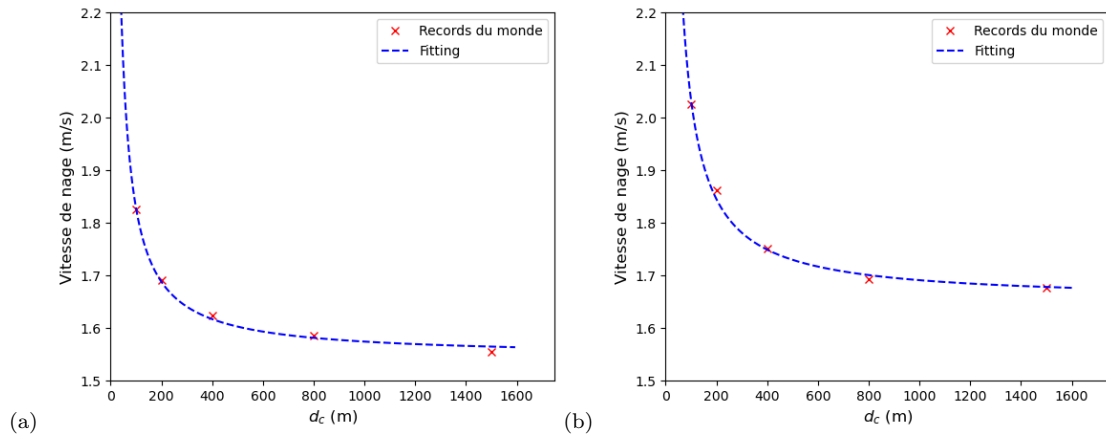 2.2
2.1
2.0
1.9
1.8
1.7
1.6
1.5
Vitesse de nage (m/s)
Records du monde
Fitting
0 200 400 600 800 1000 1200 1400 1600
d_c (m)
(a)
2.2
2.1
2.0
1.9
1.8
1.7
1.6
1.5
Vitesse de nage (m/s)
Records du monde
Fitting
0 200 400 600 800 1000 1200 1400 1600
d_c (m)
(b)